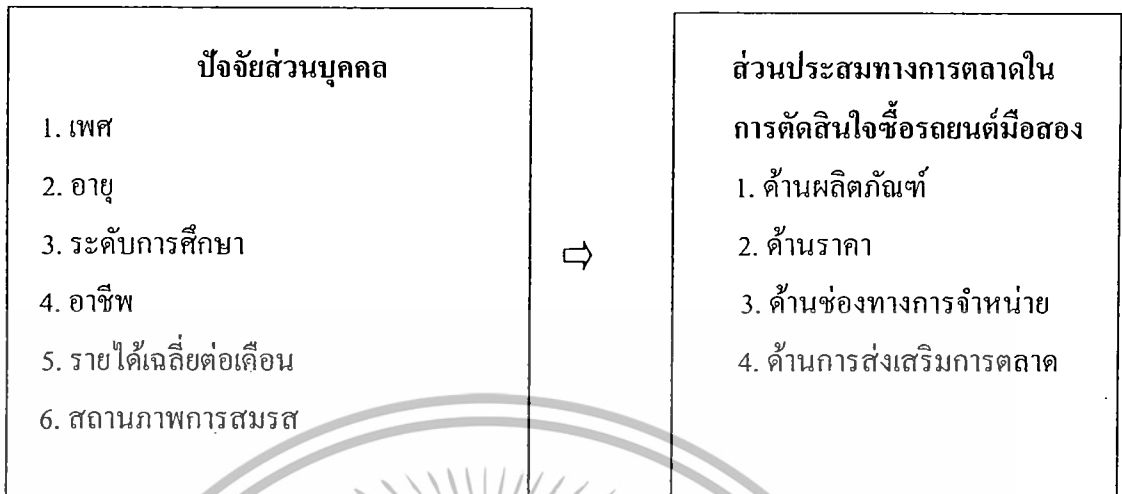 ปัจจัยส่วนบุคคล
1. เพศ
2. อายุ
3. ระดับการศึกษา
4. อาชีพ
5. รายได้เฉลี่ยต่อเดือน
6. สถานภาพการสมรส
ส่วนประสมทางการตลาดใน
การตัดสินใจซื้อรถยนต์มือสอง
1. ด้านผลิตภัณฑ์
2. ด้านราคา
3. ด้านช่องทางการจำหน่าย
4. ด้านการส่งเสริมการตลาด